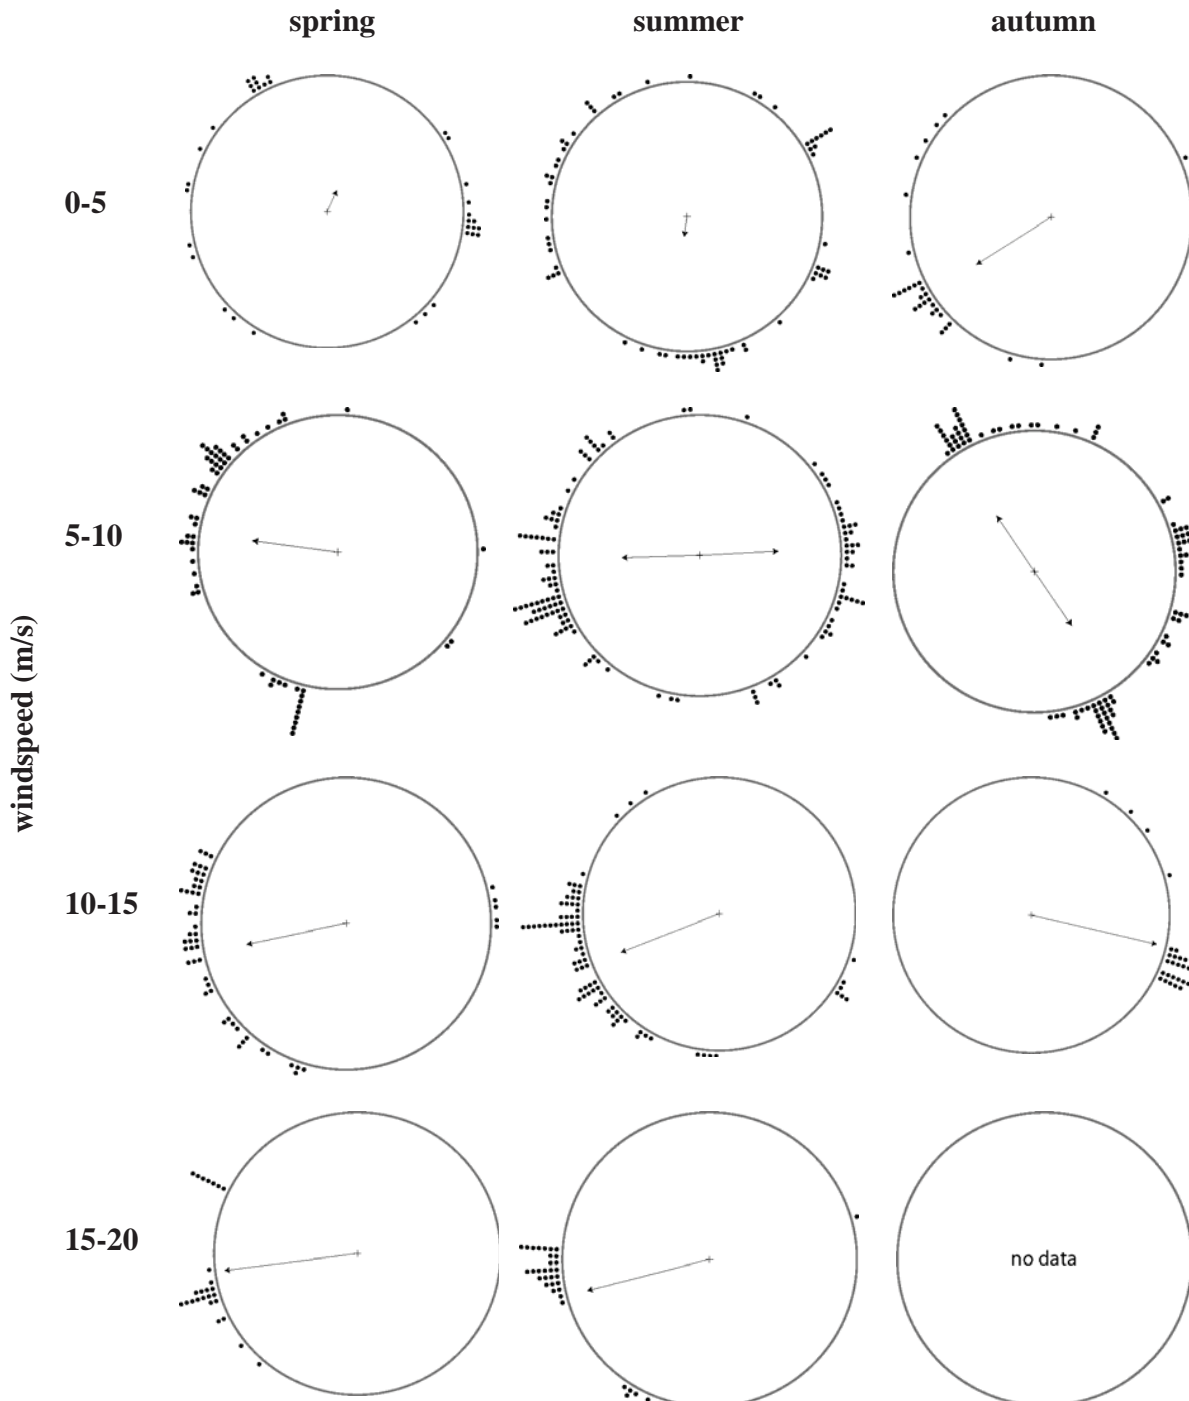 spring summer autumn
0-5
5-10
windspeed (m/s)
10-15
15-20
no data